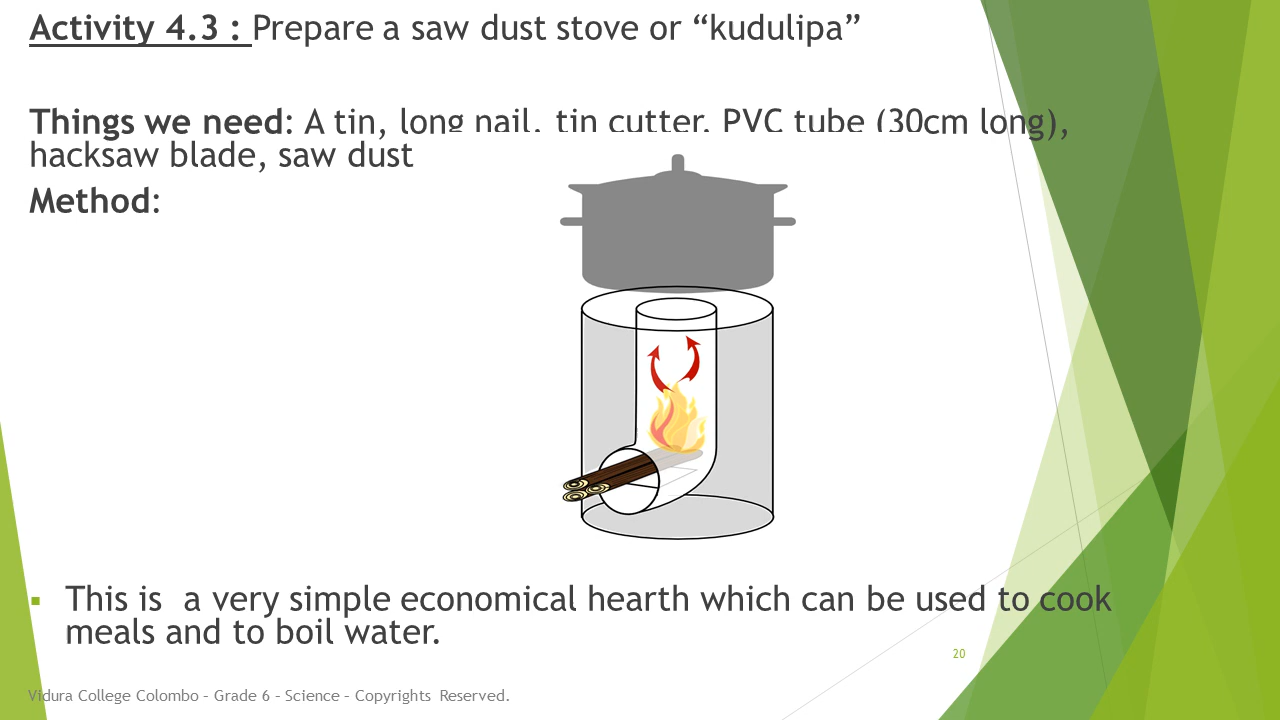 Activity 4.3 : Prepare a saw dust stove or “kudulipa”
Things we need: A tin, long nail, tin cutter, PVC tube (30cm long),
hacksaw blade, saw dust
Method:
▪ This is  a very simple economical hearth which can be used to cook
meals and to boil water.
20
Vidura College Colombo – Grade 6 – Science – Copyrights Reserved.